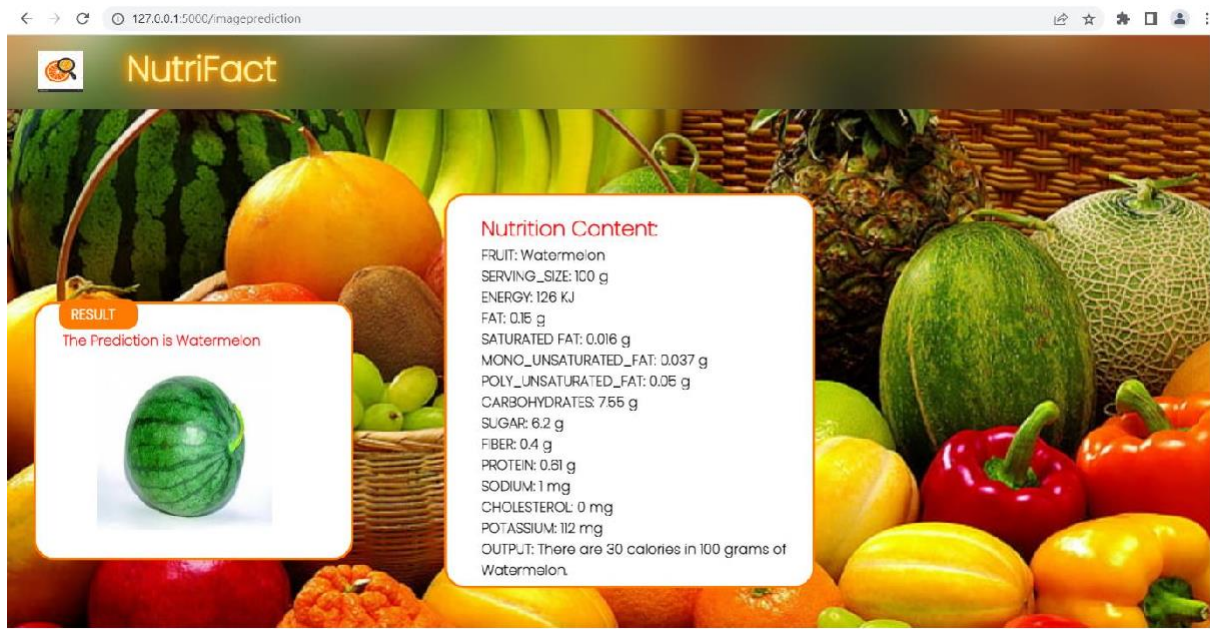 127.0.0.1:5000/imageprediction
NutriFact
RESULT
The Prediction is Watermelon
Nutrition Content:
FRUIT: Watermelon
SERVING_SIZE: 100 g
ENERGY: 126 KJ
FAT: 0.15 g
SATURATED FAT: 0.016 g
MONO_UNSATURATED_FAT: 0.037 g
POLY_UNSATURATED_FAT: 0.05 g
CARBOHYDRATES: 7.55 g
SUGAR: 6.2 g
FIBER: 0.4 g
PROTEIN: 0.61 g
SODIUM: 1 mg
CHOLESTEROL: 0 mg
POTASSIUM: 112 mg
OUTPUT: There are 30 calories in 100 grams of
Watermelon.